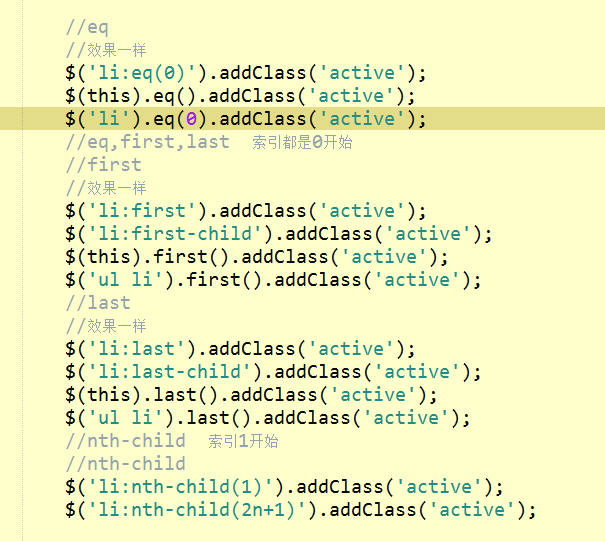 //eq
//效果一样
$('li:eq(0)').addClass('active');
$(this).eq().addClass('active');
$('li').eq(0).addClass('active');
//eq,first,last  索引都是0开始
//first
//效果一样
$('li:first').addClass('active');
$('li:first-child').addClass('active');
$(this).first().addClass('active');
$('ul li').first().addClass('active');
//last
//效果一样
$('li:last').addClass('active');
$('li:last-child').addClass('active');
$(this).last().addClass('active');
$('ul li').last().addClass('active');
//nth-child  索引1开始
//nth-child
$('li:nth-child(1)').addClass('active');
$('li:nth-child(2n+1)').addClass('active');